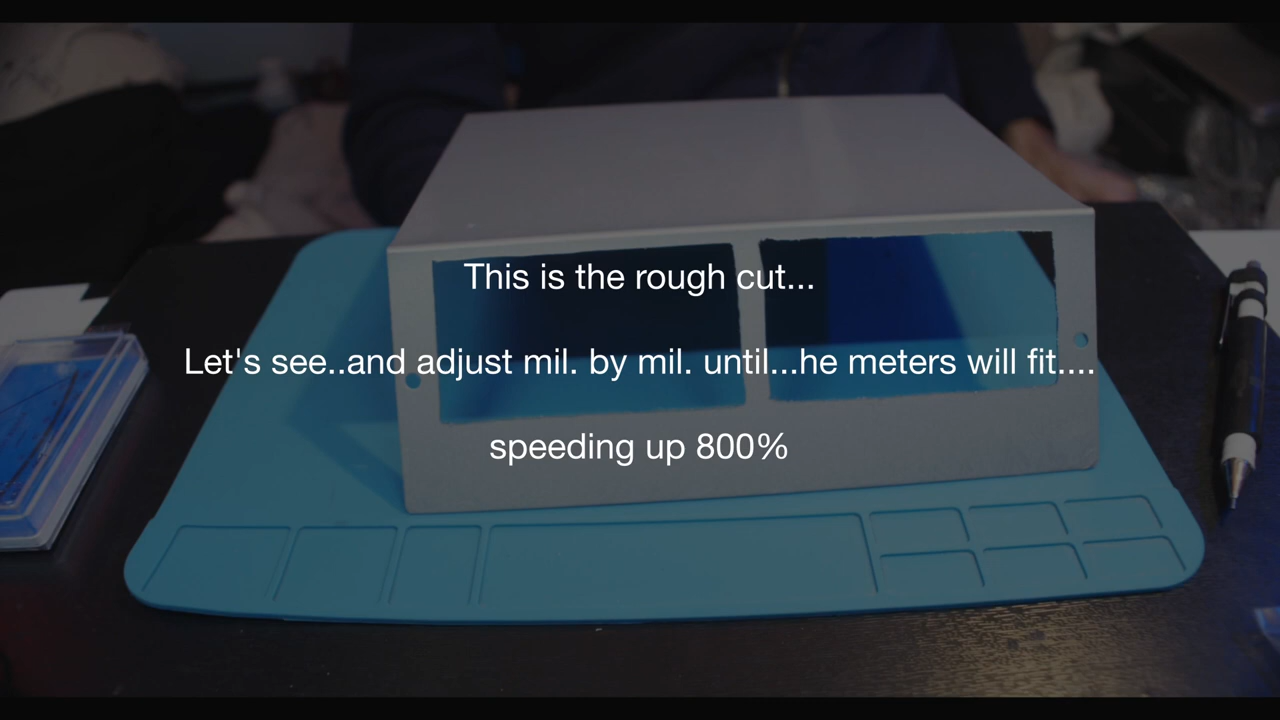 This is the rough cut...
Let's see..and adjust mil. by mil. until...he meters will fit....
speeding up 800%